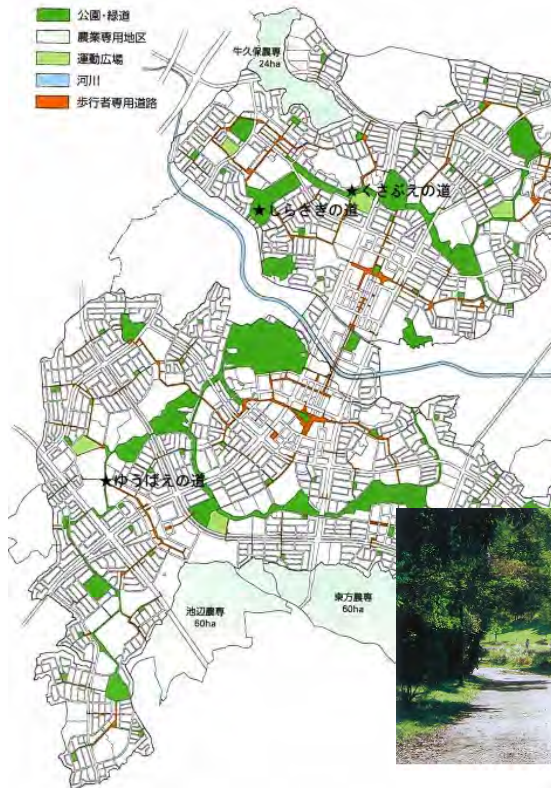 公園・緑道
農業専用地区
運動広場
河川
歩行者専用道路
牛久保農専
24ha
★くさぶえの道
★しらさぎの道
★ゆうばえの道
池辺農専
60ha
東方農専
60ha